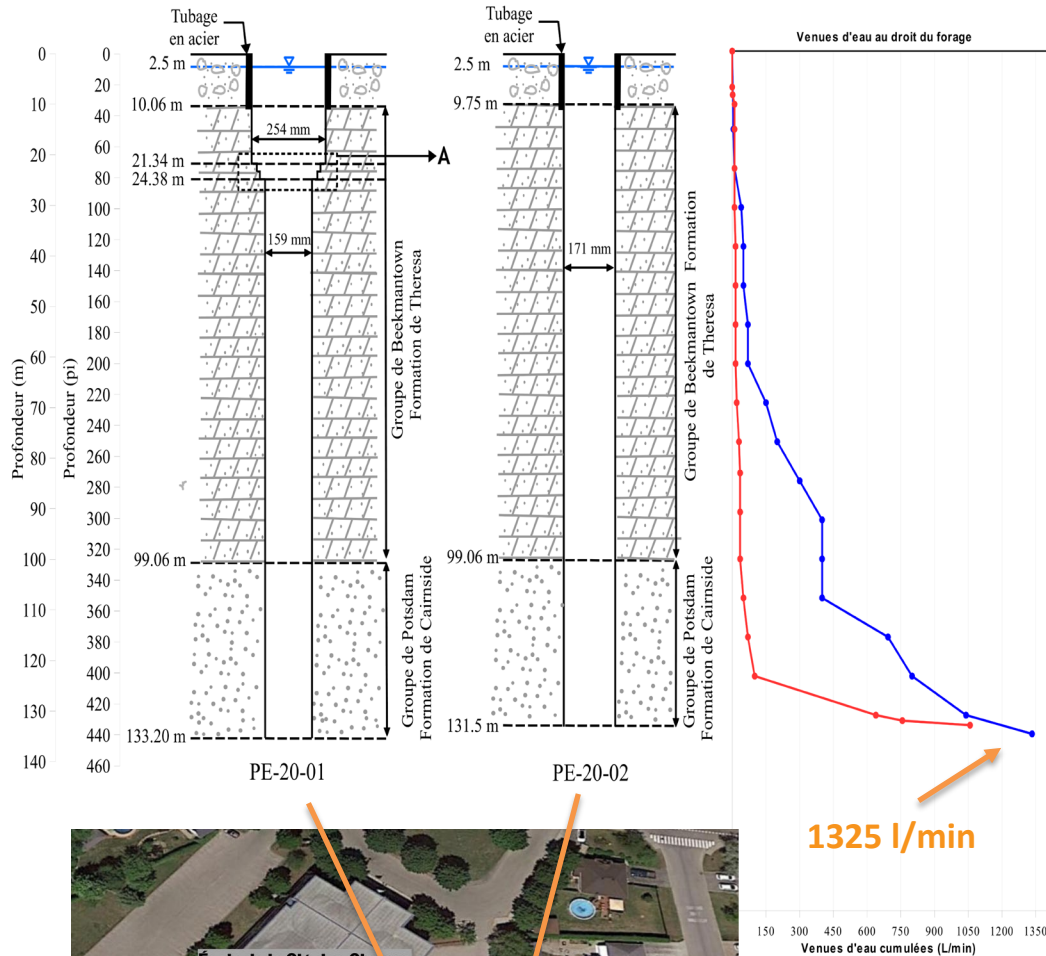 Tubage
en acier
2.5 m
10.06 m
254 mm
A
21.34 m
24.38 m
159 mm
99.06 m
133.20 m
Groupe de Beekmantown
Formation de Theresa
Groupe de Potsdam
Formation de Cairnside
PE-20-01
Tubage
en acier
2.5 m
9.75 m
171 mm
99.06 m
131.5 m
Groupe de Beekmantown Formation
de Theresa
Groupe de Potsdam
Formation de Cairnside
PE-20-02
Profondeur (m)
0
10
20
30
40
50
60
70
80
90
100
110
120
130
140
Profondeur (pi)
0
20
40
60
80
100
120
140
160
180
200
220
240
260
280
300
320
340
360
380
400
420
440
460
Venues d'eau au droit du forage
1325 l/min
150
300
450
600
750
900
1050
1200
1350
Venues d'eau cumulées (L/min)